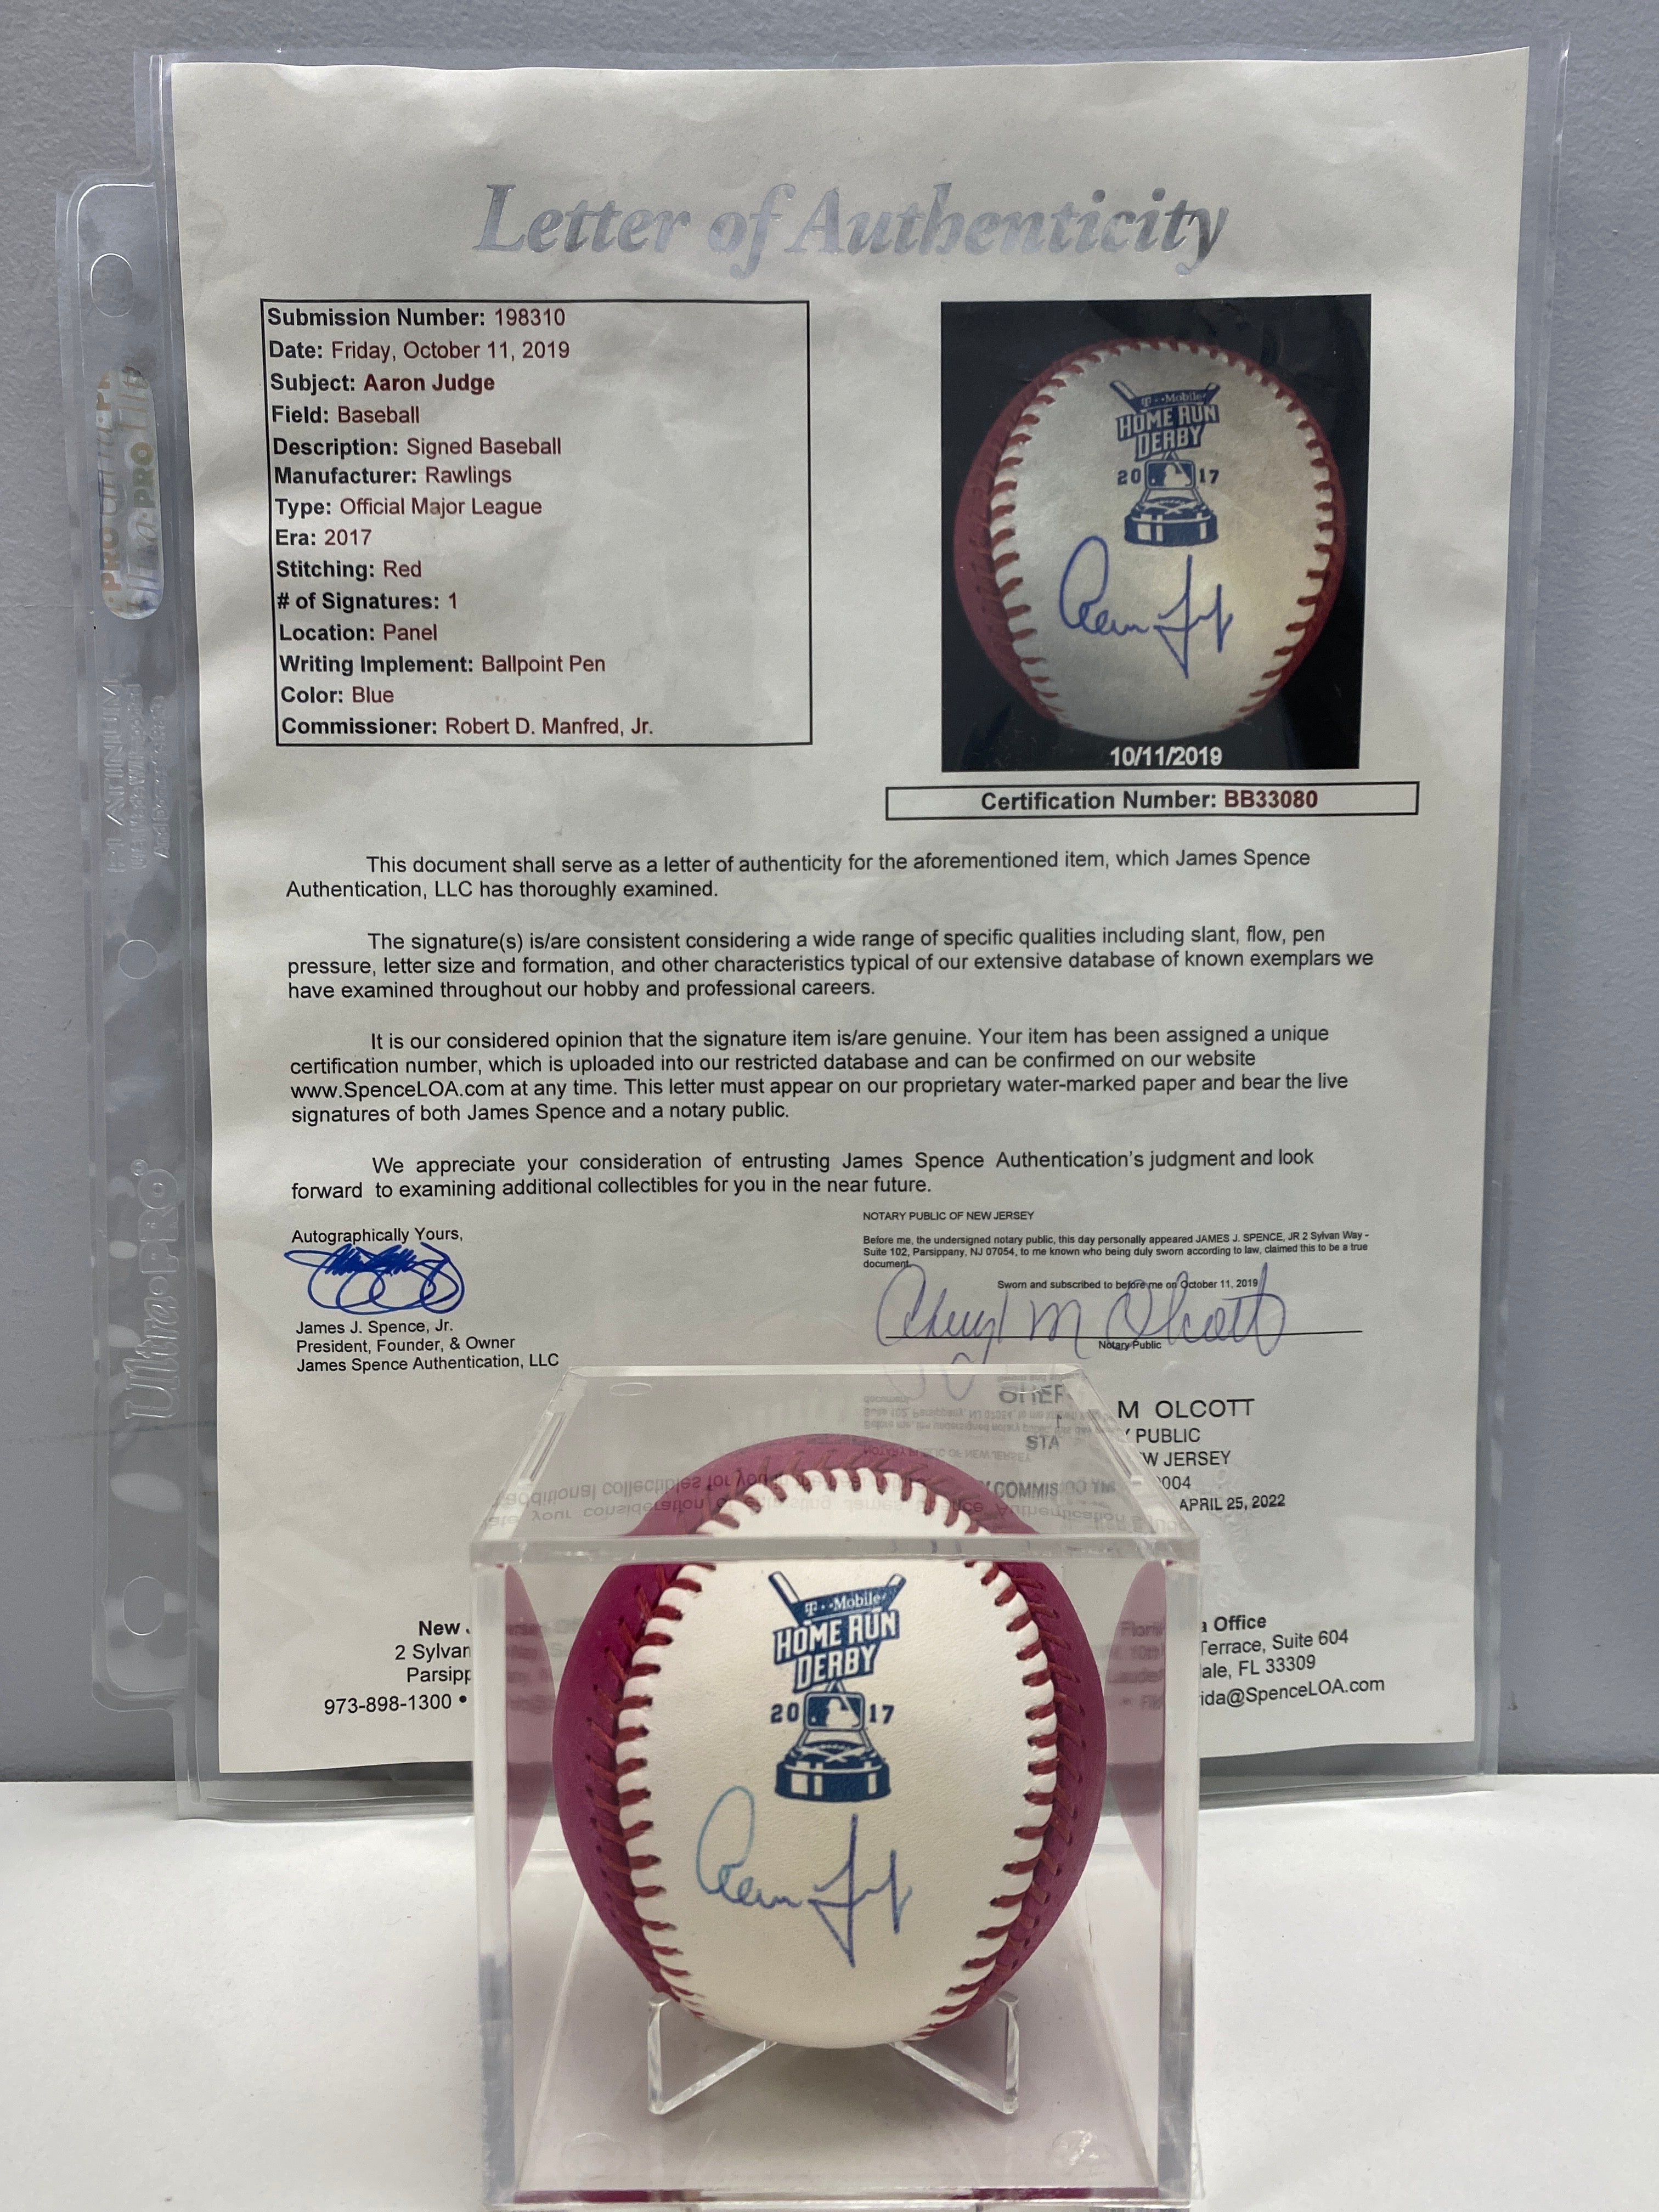 Letter of Authenticity
Submission Number: 198310
Date: Friday, October 11, 2019
Subject: Aaron Judge
Field: Baseball
Description: Signed Baseball
Manufacturer: Rawlings
Type: Official Major League
Era: 2017
Stitching: Red
# of Signatures: 1
Location: Panel
Writing Implement: Ballpoint Pen
Color: Blue
Commissioner: Robert D. Manfred, Jr.
T··Mobile·
HOME RUN
DERBY
20 17
10/11/2019
Certification Number: BB33080
This document shall serve as a letter of authenticity for the aforementioned item, which James Spence
Authentication, LLC has thoroughly examined.
The signature(s) is/are consistent considering a wide range of specific qualities including slant, flow, pen
pressure, letter size and formation, and other characteristics typical of our extensive database of known exemplars we
have examined throughout our hobby and professional careers.
It is our considered opinion that the signature item is/are genuine. Your item has been assigned a unique
certification number, which is uploaded into our restricted database and can be confirmed on our website
www.SpenceLOA.com at any time. This letter must appear on our proprietary water-marked paper and bear the live
signatures of both James Spence and a notary public.
We appreciate your consideration of entrusting James Spence Authentication's judgment and look
forward to examining additional collectibles for you in the near future.
Autographically Yours,
James J. Spence, Jr.
President, Founder, & Owner
James Spence Authentication, LLC
NOTARY PUBLIC OF NEW JERSEY
Before me, the undersigned notary public, this day personally appeared JAMES J. SPENCE, JR 2 Sylvan Way -
Suite 102, Parsippany, NJ 07054, to me known who being duly sworn according to law, claimed this to be a true
document.
Sworn and subscribed to before me on October 11, 2019
Cheryl M Olcott
Notary Public
M OLCOTT
PUBLIC
W JERSEY
004
APRIL 25, 2022
New
2 Sylvan
Parsipp
973-898-1300 •
Office
Terrace, Suite 604
ale, FL 33309
ida@SpenceLOA.com
PLATINUM
Ultra·PRO®
T··Mobile·
HOME RUN
DERBY
20 17